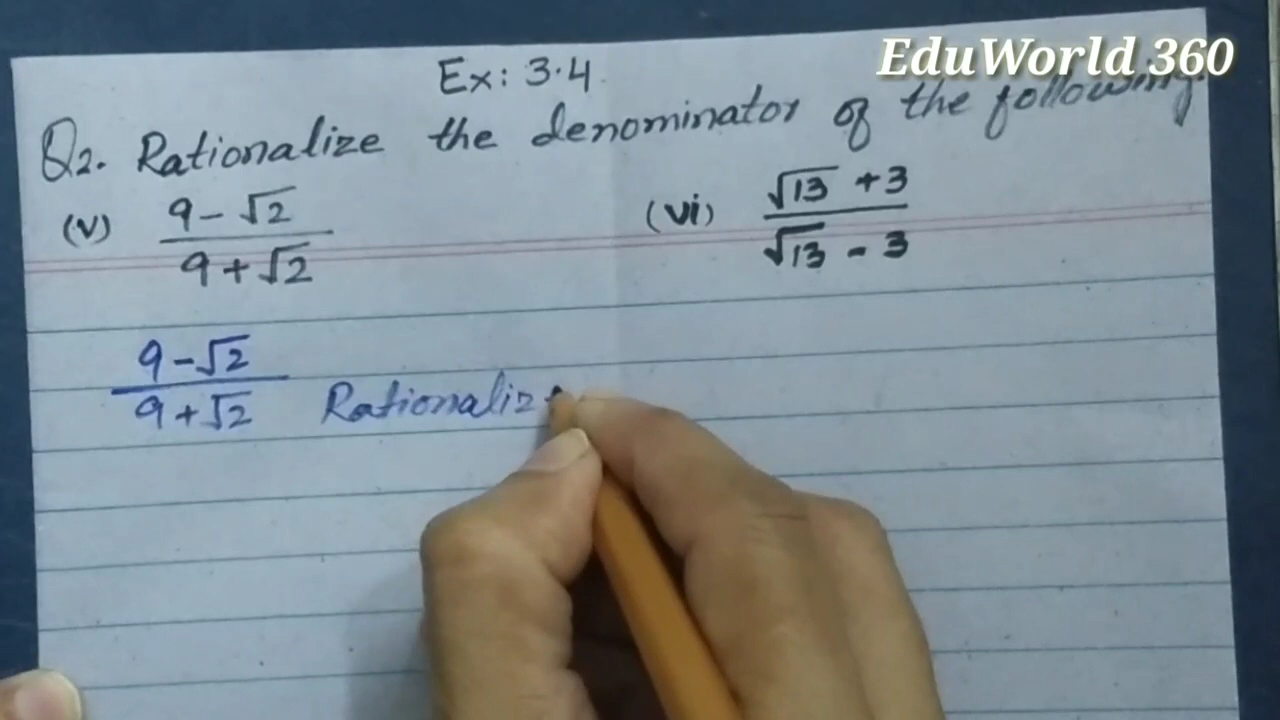 EduWorld 360
Ex: 3.4
Q2. Rationalize the denominator of the following.
(v) 9 - √2 / 9 + √2
(vi) √13 + 3 / √13 - 3
9 - √2 / 9 + √2 Rationaliz